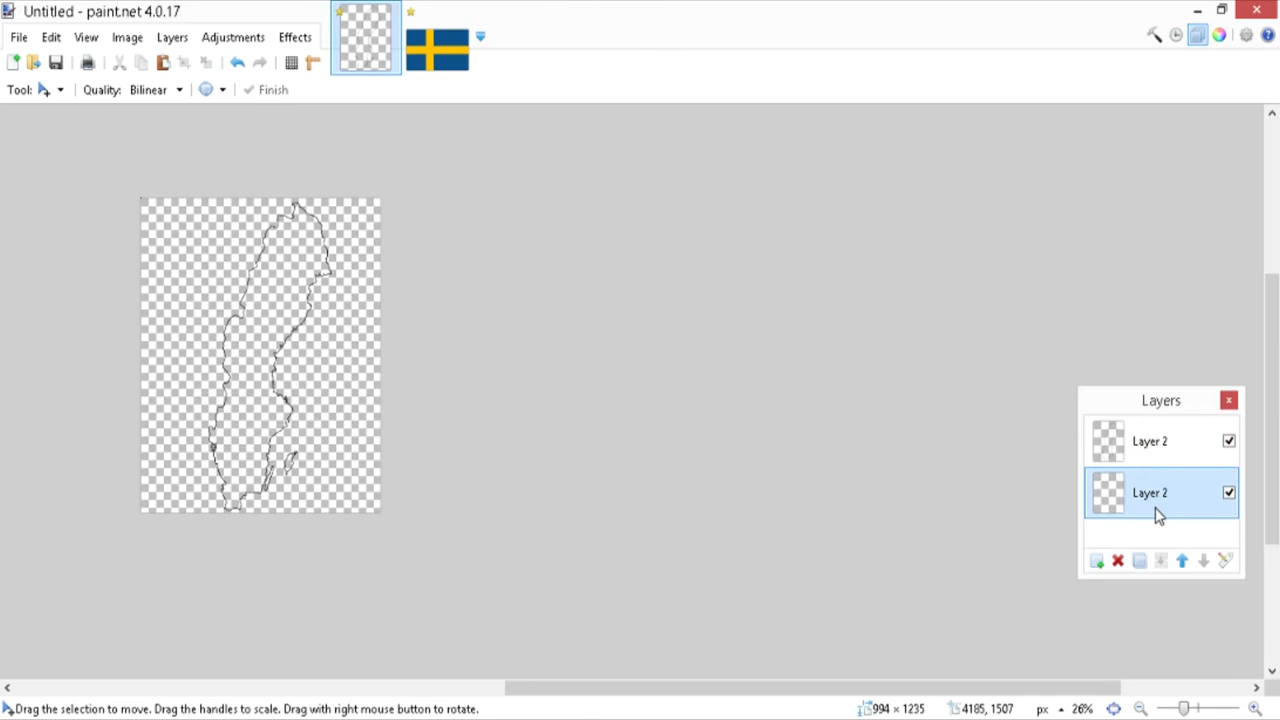 Untitled - paint.net 4.0.17
File Edit View Image Layers Adjustments Effects
Tool: Quality: Bilinear Finish
Layers
Layer 2
Layer 2
Drag the selection to move. Drag the handles to scale. Drag with right mouse button to rotate. 994 × 1235 4185, 1507 px 26%